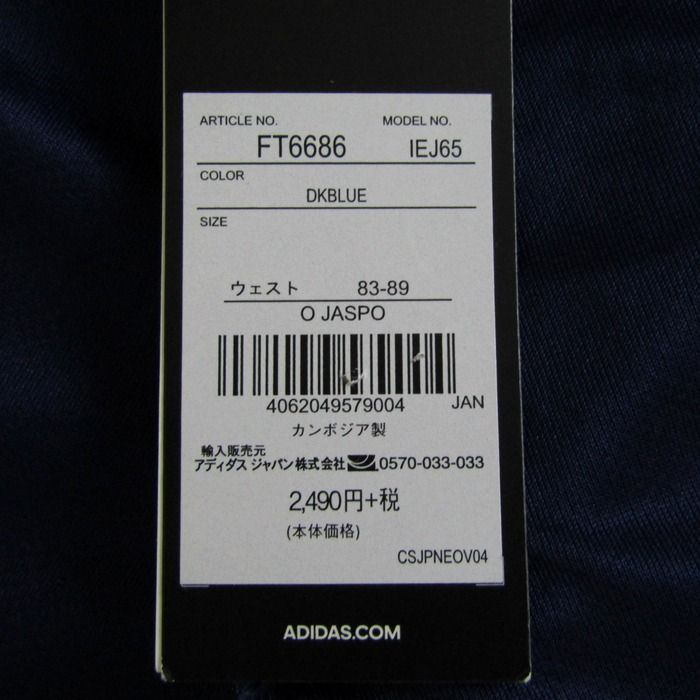 ARTICLE NO. MODEL NO.
FT6686 IEJ65
COLOR
DKBLUE
SIZE
ウェスト 83-89
O JASPO
4062049579004 JAN
カンボジア製
輸入販売元
アディダス ジャパン株式会社 0570-033-033
2,490円+税
(本体価格)
CSJPNEOV04
ADIDAS.COM